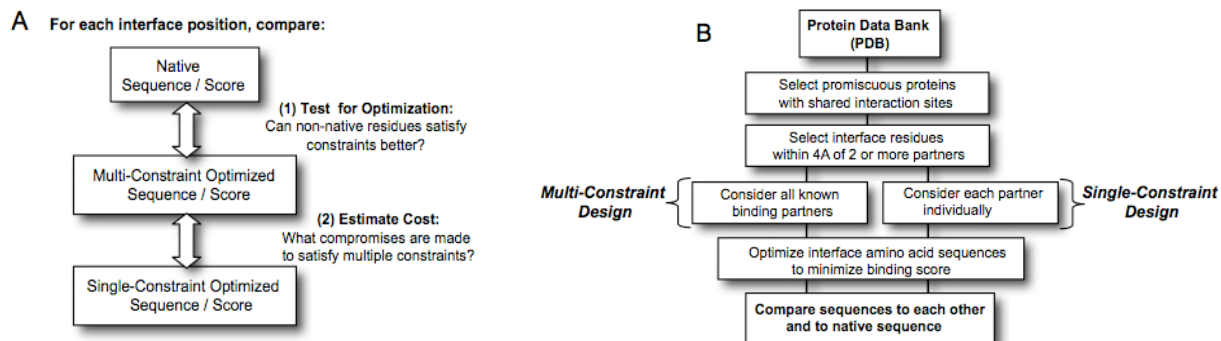 A
For each interface position, compare:
Native
Sequence / Score
(1) Test for Optimization:
Can non-native residues satisfy
constraints better?
Multi-Constraint Optimized
Sequence / Score
(2) Estimate Cost:
What compromises are made
to satisfy multiple constraints?
Single-Constraint Optimized
Sequence / Score
B
Protein Data Bank
(PDB)
Select promiscuous proteins
with shared interaction sites
Select interface residues
within 4A of 2 or more partners
Multi-Constraint
Design
Consider all known
binding partners
Consider each partner
individually
Single-Constraint
Design
Optimize interface amino acid sequences
to minimize binding score
Compare sequences to each other
and to native sequence